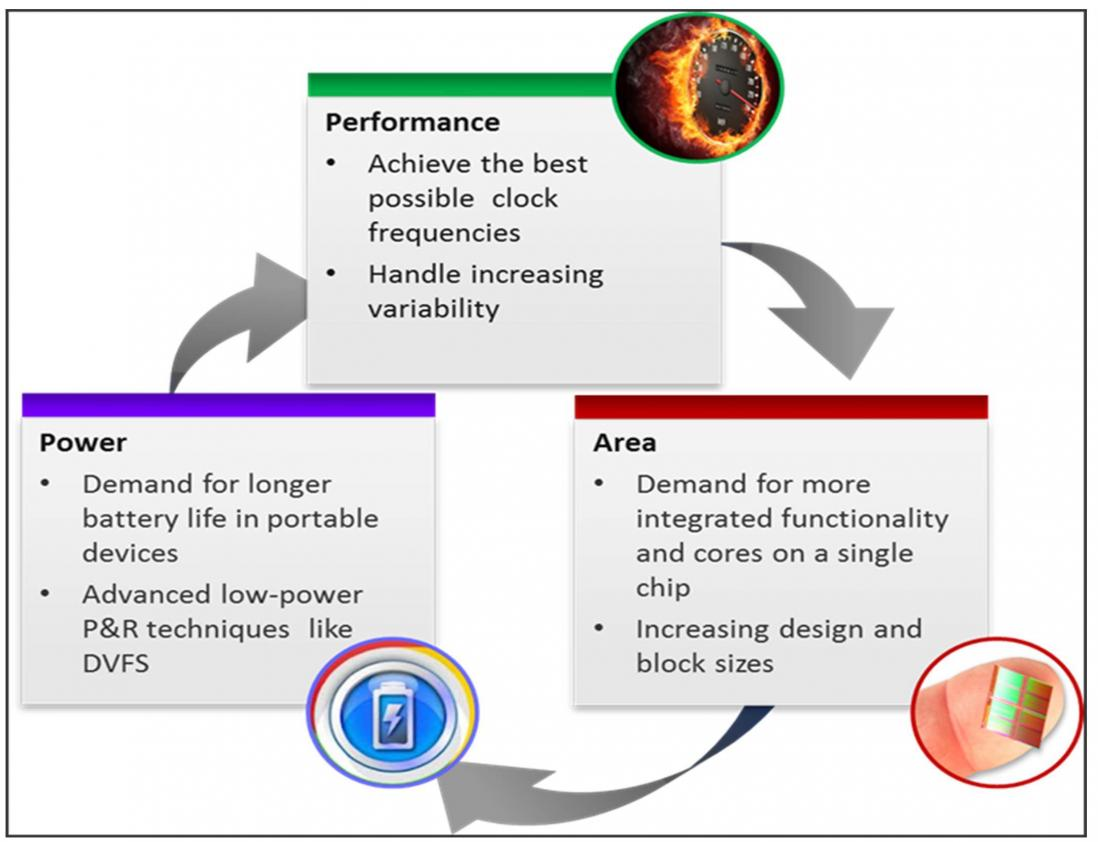 Performance
• Achieve the best
possible clock
frequencies
• Handle increasing
variability
Power
• Demand for longer
battery life in portable
devices
• Advanced low-power
P&R techniques like
DVFS
Area
• Demand for more
integrated functionality
and cores on a single
chip
• Increasing design and
block sizes